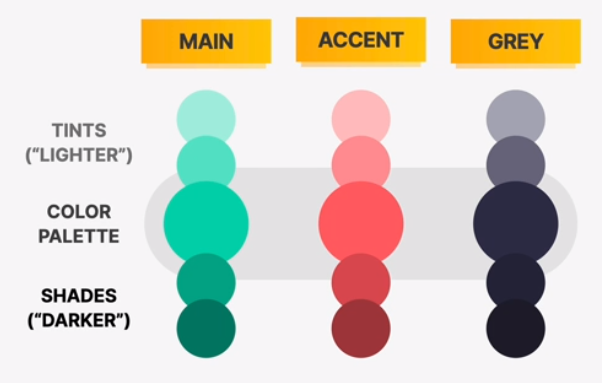 MAIN
ACCENT
GREY
TINTS
(“LIGHTER”)
COLOR
PALETTE
SHADES
(“DARKER”)